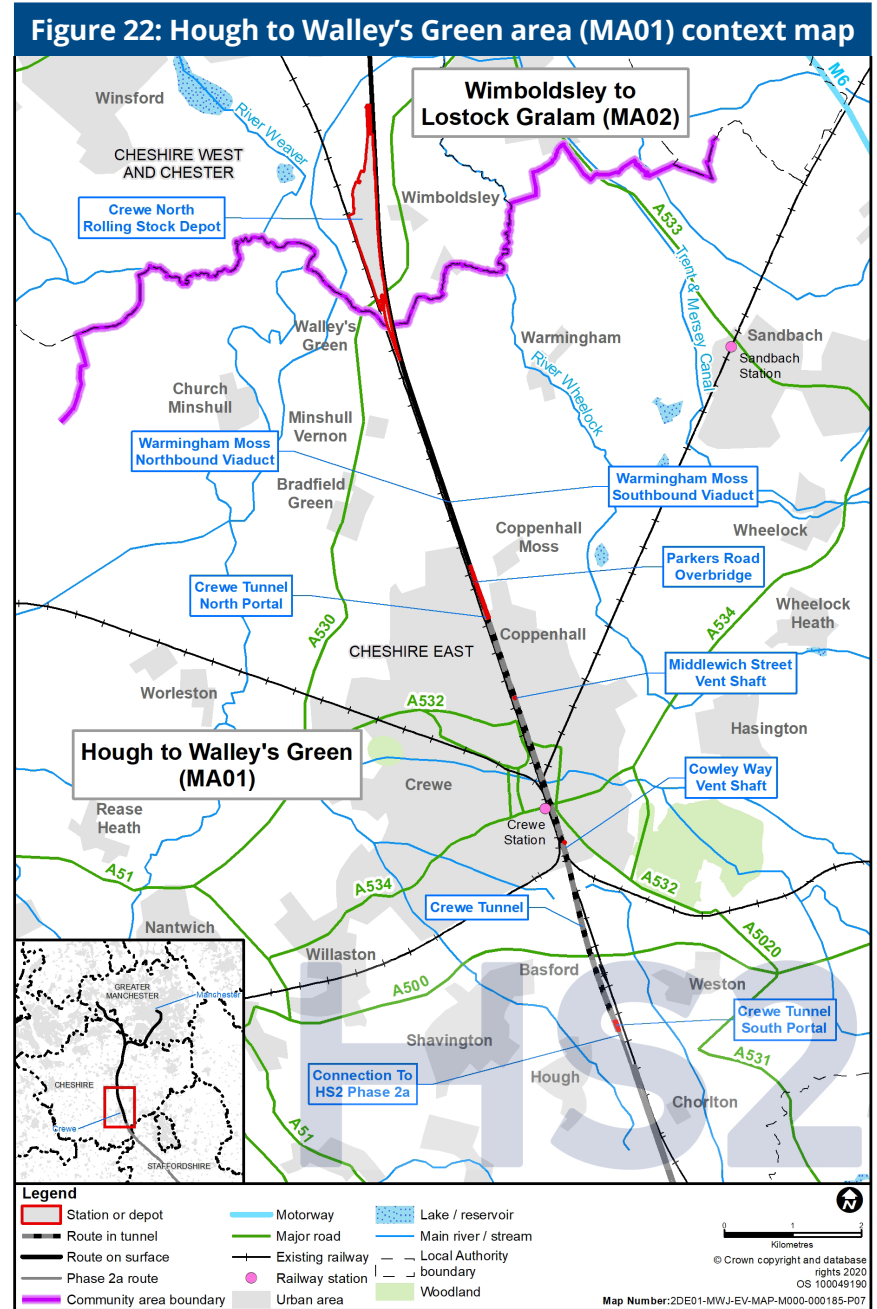 Figure 22: Hough to Walley's Green area (MA01) context map
Wimboldsley to
Lostock Gralam (MA02)
M6
Winsford
River Weaver
CHESHIRE WEST
AND CHESTER
Wimboldsley
Crewe North
Rolling Stock Depot
A533
Trent & Mersey Canal
Walley's
Green
Warmingham
Sandbach
Sandbach
Station
River Wheelock
Church
Minshull
Minshull
Vernon
Warmingham Moss
Northbound Viaduct
Warmingham Moss
Southbound Viaduct
Bradfield
Green
Coppenhall
Moss
Wheelock
Parkers Road
Overbridge
Crewe Tunnel
North Portal
Wheelock
Heath
A530
A534
Coppenhall
CHESHIRE EAST
Middlewich Street
Vent Shaft
Worleston
A532
Hasington
Hough to Walley's Green
(MA01)
Crewe
Cowley Way
Vent Shaft
Rease
Heath
Crewe
Station
A51
A534
A532
Crewe Tunnel
Nantwich
A5020
Willaston
Basford
A500
Weston
Crewe Tunnel
South Portal
Shavington
A531
Connection To
HS2 Phase 2a
Hough
Chorlton
A51
HS2
GREATER
MANCHESTER
Manchester
CHESHIRE
Crewe
STAFFORDSHIRE
Legend
Station or depot
Route in tunnel
Route on surface
Phase 2a route
Community area boundary
Motorway
Major road
Existing railway
Railway station
Urban area
Lake / reservoir
Main river / stream
Local Authority
boundary
Woodland
N
0 1 2
Kilometres
© Crown copyright and database
rights 2020
OS 100049190
Map Number:2DE01-MWJ-EV-MAP-M000-000185-P07